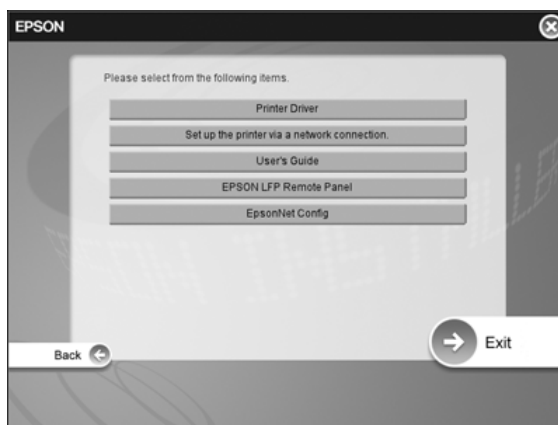 EPSON
Please select from the following items.
Printer Driver
Set up the printer via a network connection.
User's Guide
EPSON LFP Remote Panel
EpsonNet Config
Back
Exit